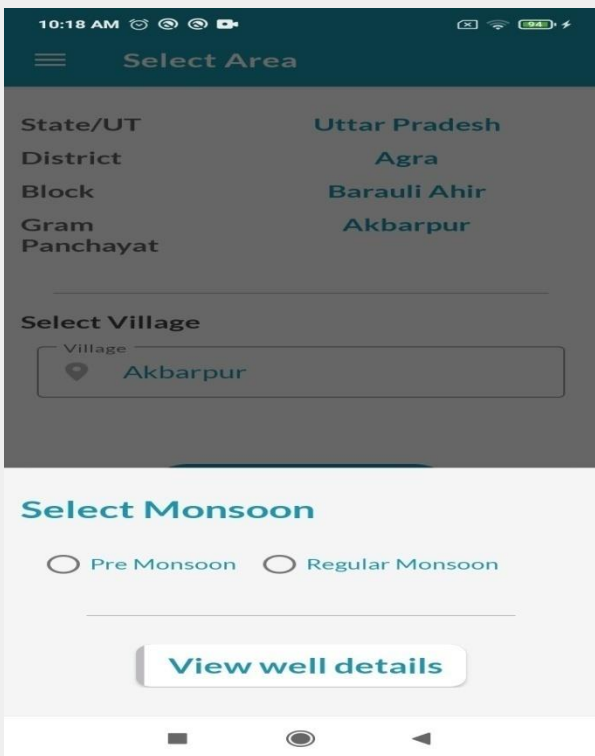 10:18 AM
94
Select Area
State/UT Uttar Pradesh
District Agra
Block Barauli Ahir
Gram Akbarpur
Panchayat
Select Village
Village
Akbarpur
Select Monsoon
Pre Monsoon Regular Monsoon
View well details